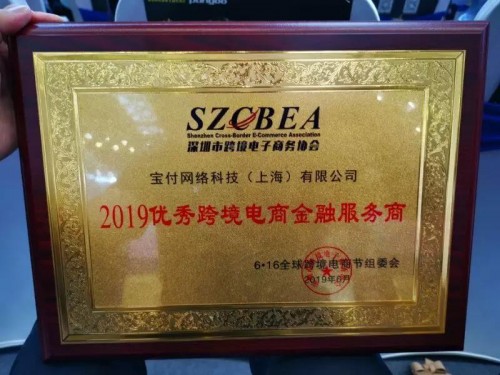 SZCBEA
Shenzhen Cross-Border E-Commerce Association
深圳市跨境电子商务协会
宝付网络科技（上海）有限公司
2019优秀跨境电商金融服务商
6•16全球跨境电商节组委会
2019年6月